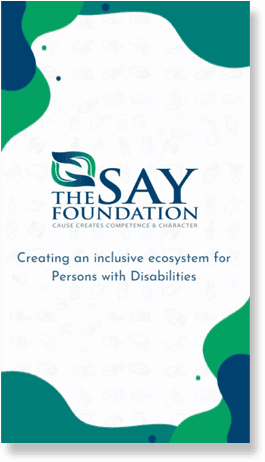 THE SAY
FOUNDATION
CAUSE CREATES COMPETENCE & CHARACTER
Creating an inclusive ecosystem for
Persons with Disabilities